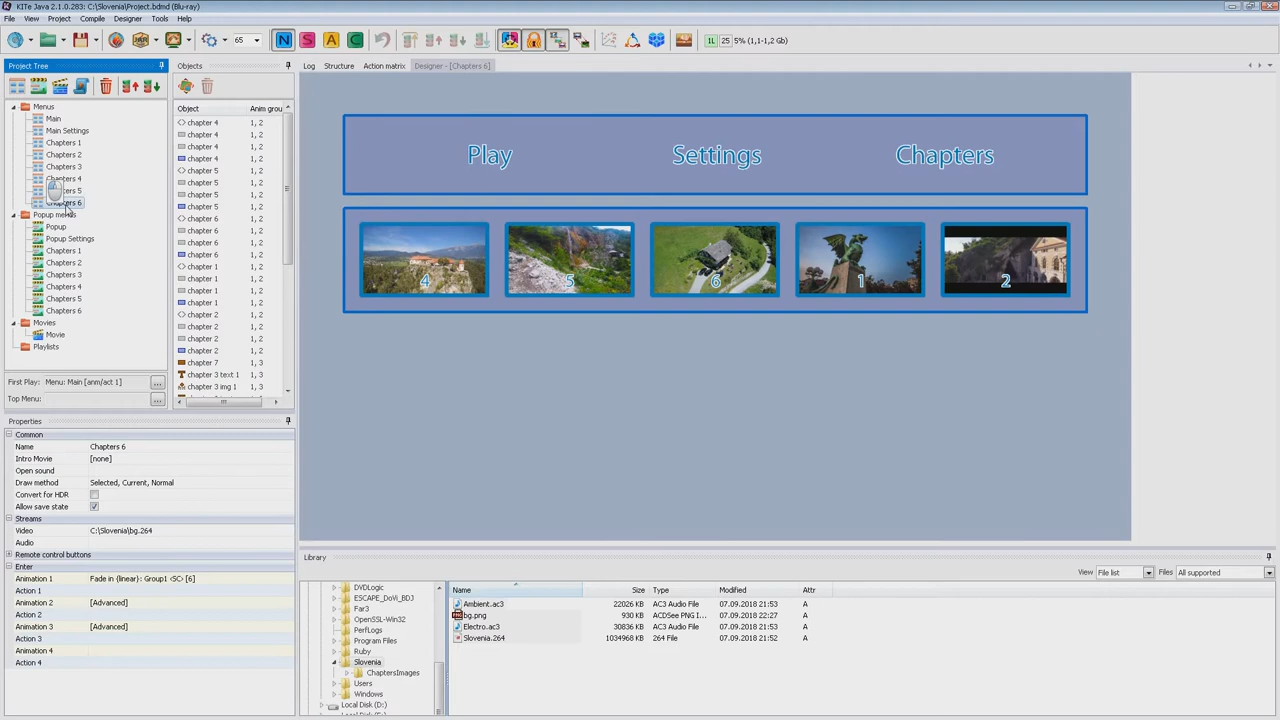 KITe Java 2.1.0.283: C:\Slovenia\Project.bdmd (Blu-ray)
File View Project Compile Designer Tools Help
65 N S A C 1L 25 5% (1,1-1,2 Gb)
Project Tree
Menus
Main
Main Settings
Chapters 1
Chapters 2
Chapters 3
Chapters 4
Chapters 6
Popup menus
Popup
Popup Settings
Chapters 1
Chapters 2
Chapters 3
Chapters 4
Chapters 5
Chapters 6
Movies
Movie
Playlists
First Play: Menu: Main [anm/act 1] ...
Top Menu: ...
Objects
Object Anim grou
chapter 4 1, 2
chapter 4 1, 2
chapter 4 1, 2
chapter 4 1, 2
chapter 5 1, 2
chapter 5 1, 2
chapter 5 1, 2
chapter 5 1, 2
chapter 6 1, 2
chapter 6 1, 2
chapter 6 1, 2
chapter 6 1, 2
chapter 1 1, 2
chapter 1 1, 2
chapter 1 1, 2
chapter 1 1, 2
chapter 2 1, 2
chapter 2 1, 2
chapter 2 1, 2
chapter 2 1, 2
chapter 7 1, 3
chapter 3 text 1 1, 3
chapter 3 img 1 1, 3
Log Structure Action matrix Designer - [Chapters 6]
Play Settings Chapters
4 5 6 1 2
Properties
Common
Name Chapters 6
Intro Movie [none]
Open sound
Draw method Selected, Current, Normal
Convert for HDR
Allow save state
Streams
Video C:\Slovenia\bg.264
Audio
Remote control buttons
Enter
Animation 1 Fade in {linear}: Group1 <SC> [6]
Action 1
Animation 2 [Advanced]
Action 2
Animation 3 [Advanced]
Action 3
Animation 4
Action 4
Library
View File list Files All supported
DVDLogic
ESCAPE_DoVi_BDJ
Far3
OpenSSL-Win32
PerfLogs
Program Files
Ruby
Slovenia
ChaptersImages
Users
Windows
Local Disk (D:)
Name Size Type Modified Attr
Ambient.ac3 22026 KB AC3 Audio File 07.09.2018 21:53 A
bg.png 930 KB ACDSee PNG I... 07.09.2018 22:27 A
Electro.ac3 30836 KB AC3 Audio File 07.09.2018 21:53 A
Slovenia.264 1034968 KB 264 File 07.09.2018 21:52 A